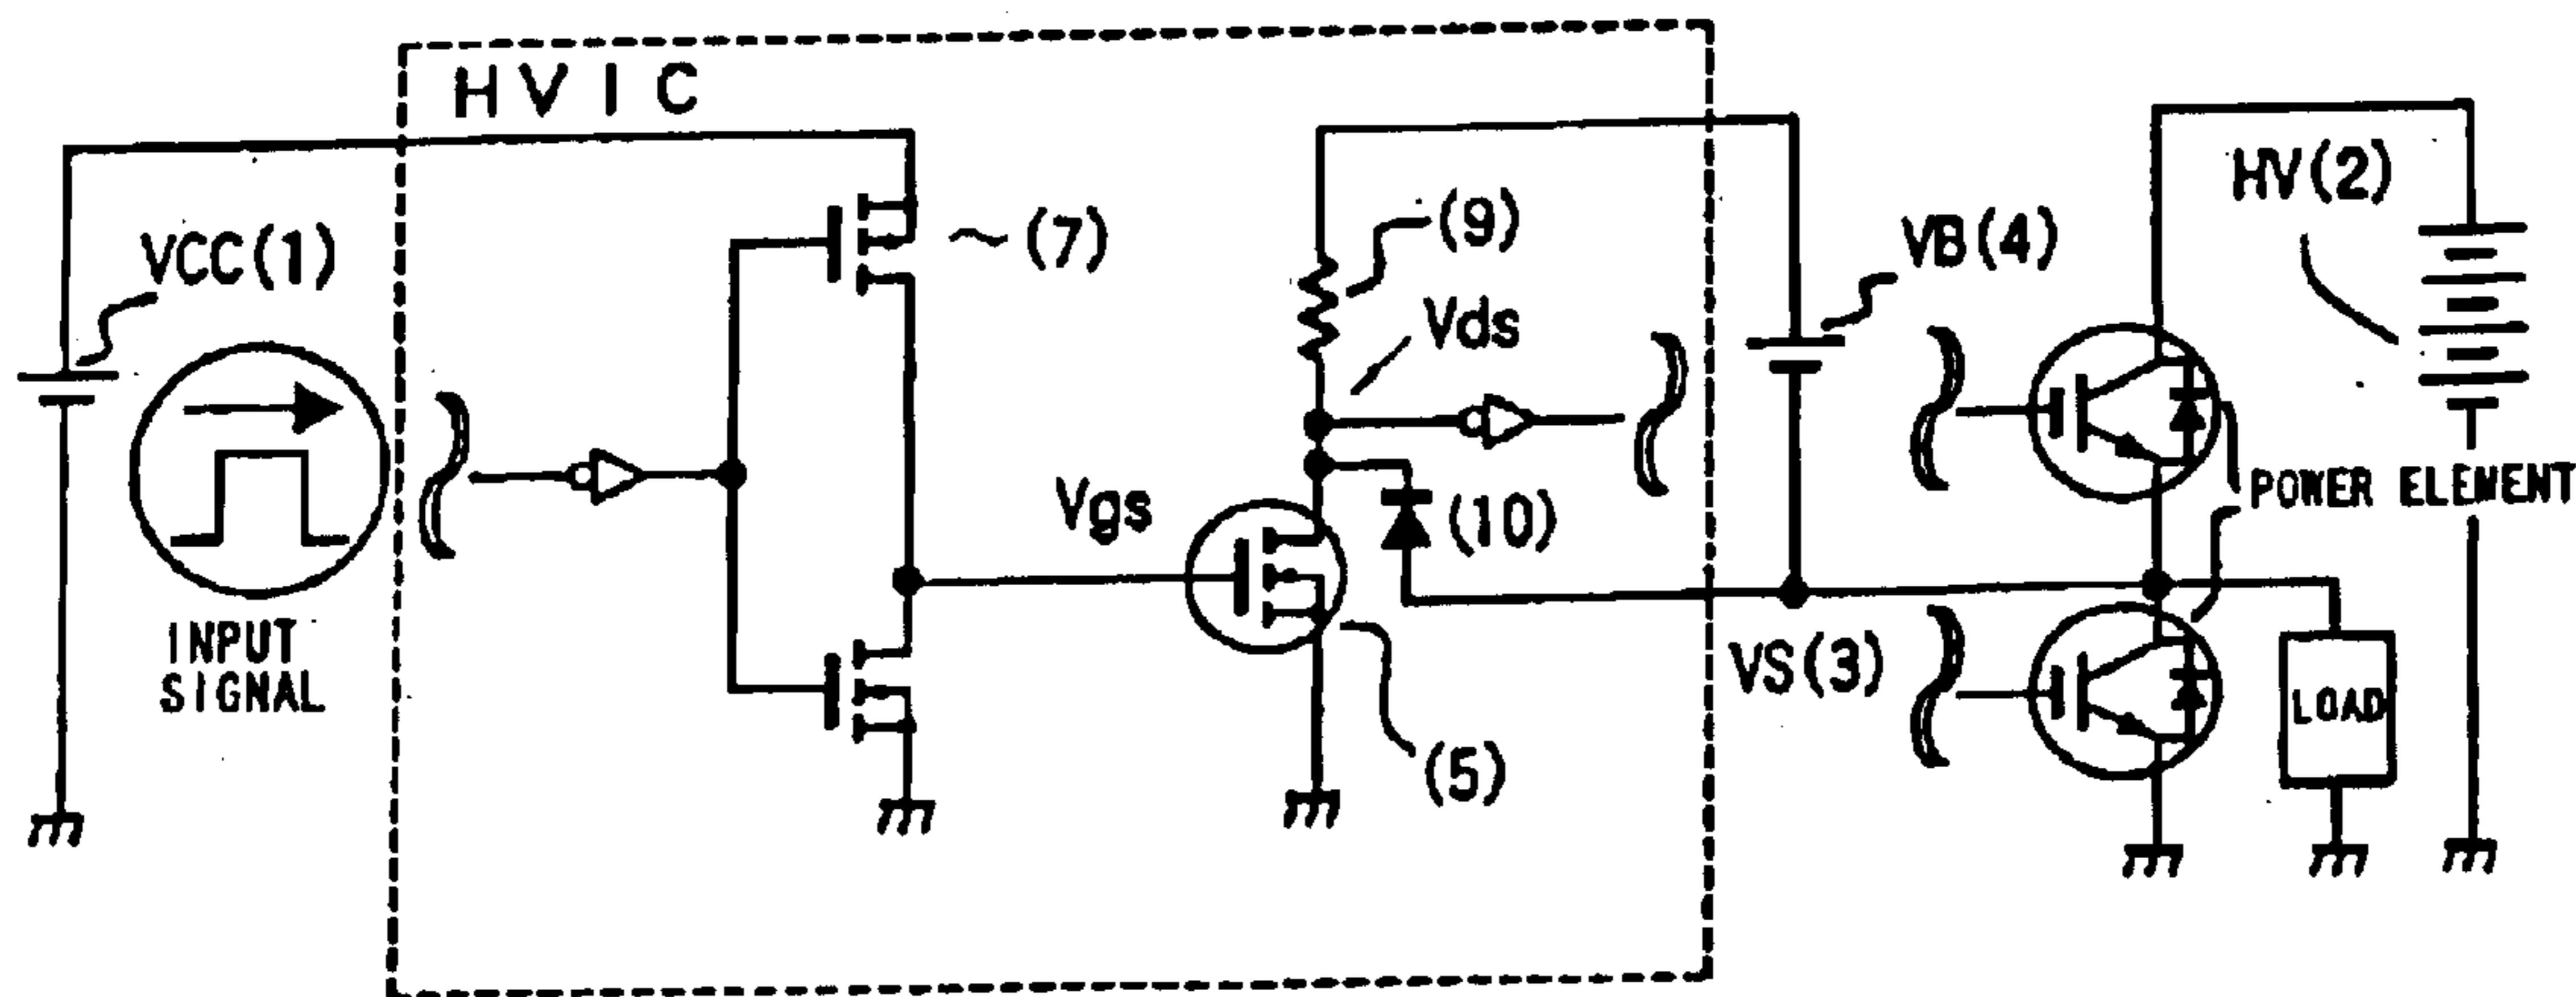 HVIC
VCC(1)
(7)
(9)
VB(4)
HV(2)
Vds
Vgs
(10)
POWER ELEMENT
INPUT
SIGNAL
VS(3)
LOAD
(5)